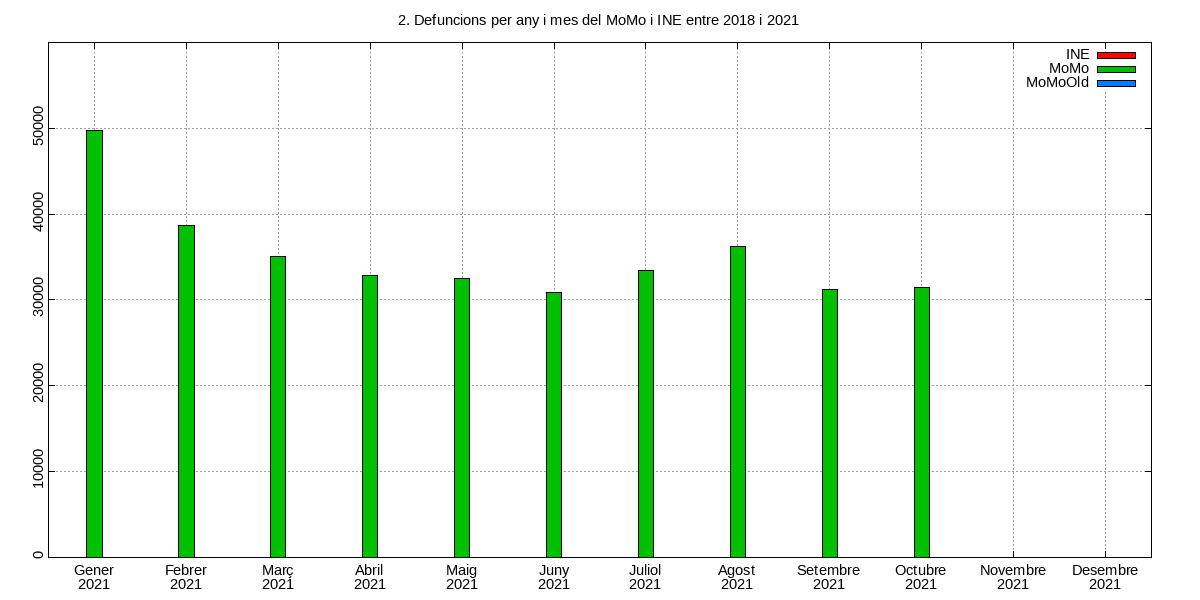 2. Defuncions per any i mes del MoMo i INE entre 2018 i 2021
INE
MoMo
MoMoOld
50000
40000
30000
20000
10000
0
Gener Febrer Març Abril Maig Juny Juliol Agost Setembre Octubre Novembre Desembre
2021 2021 2021 2021 2021 2021 2021 2021 2021 2021 2021 2021